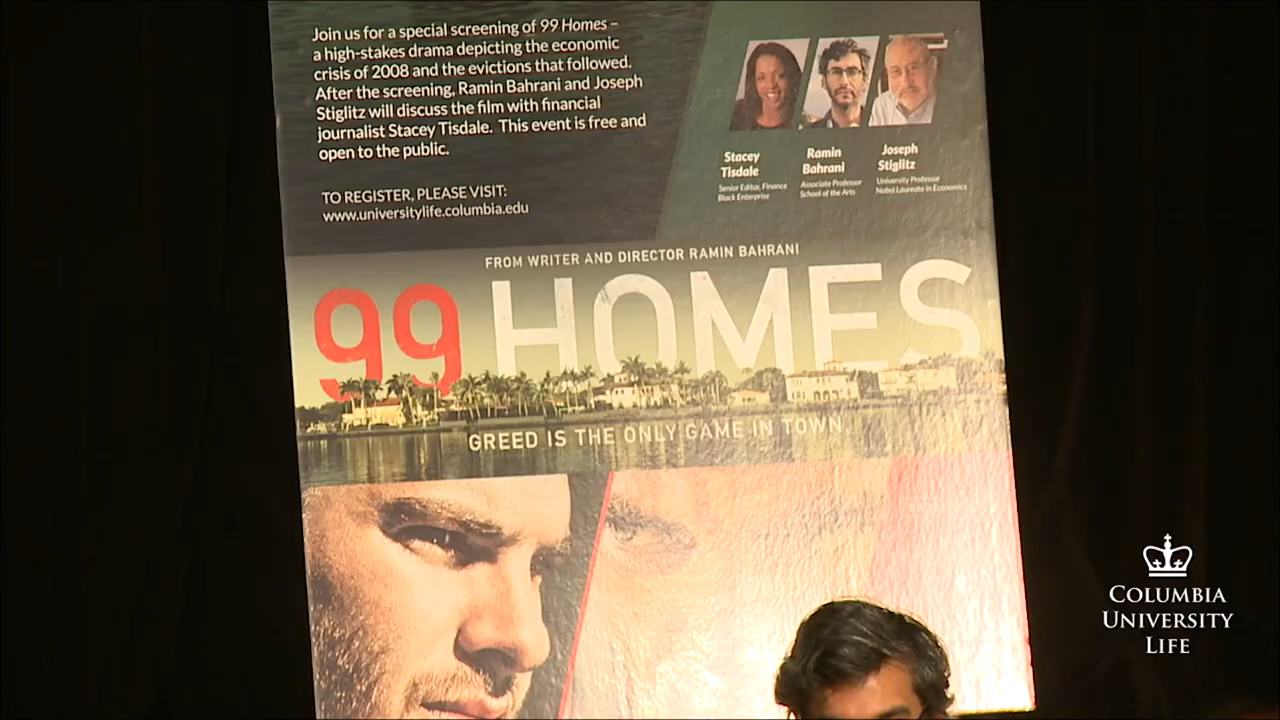 Join us for a special screening of 99 Homes –
a high-stakes drama depicting the economic
crisis of 2008 and the evictions that followed.
After the screening, Ramin Bahrani and Joseph
Stiglitz will discuss the film with financial
journalist Stacey Tisdale. This event is free and
open to the public.
TO REGISTER, PLEASE VISIT:
www.universitylife.columbia.edu
Stacey
Tisdale
Senior Editor, Finance
Black Enterprise
Ramin
Bahrani
Associate Professor
School of the Arts
Joseph
Stiglitz
University Professor
Nobel Laureate in Economics
FROM WRITER AND DIRECTOR RAMIN BAHRANI
99 HOMES
GREED IS THE ONLY GAME IN TOWN
COLUMBIA
UNIVERSITY
LIFE